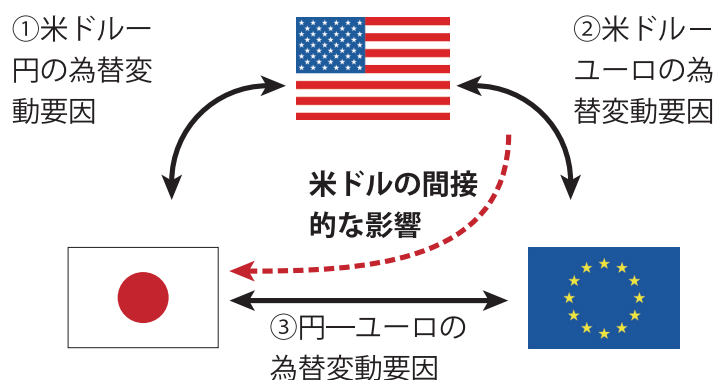 ①米ドルー
円の為替変
動要因
②米ドルー
ユーロの為
替変動要因
米ドルの間接
的な影響
③円―ユーロの
為替変動要因